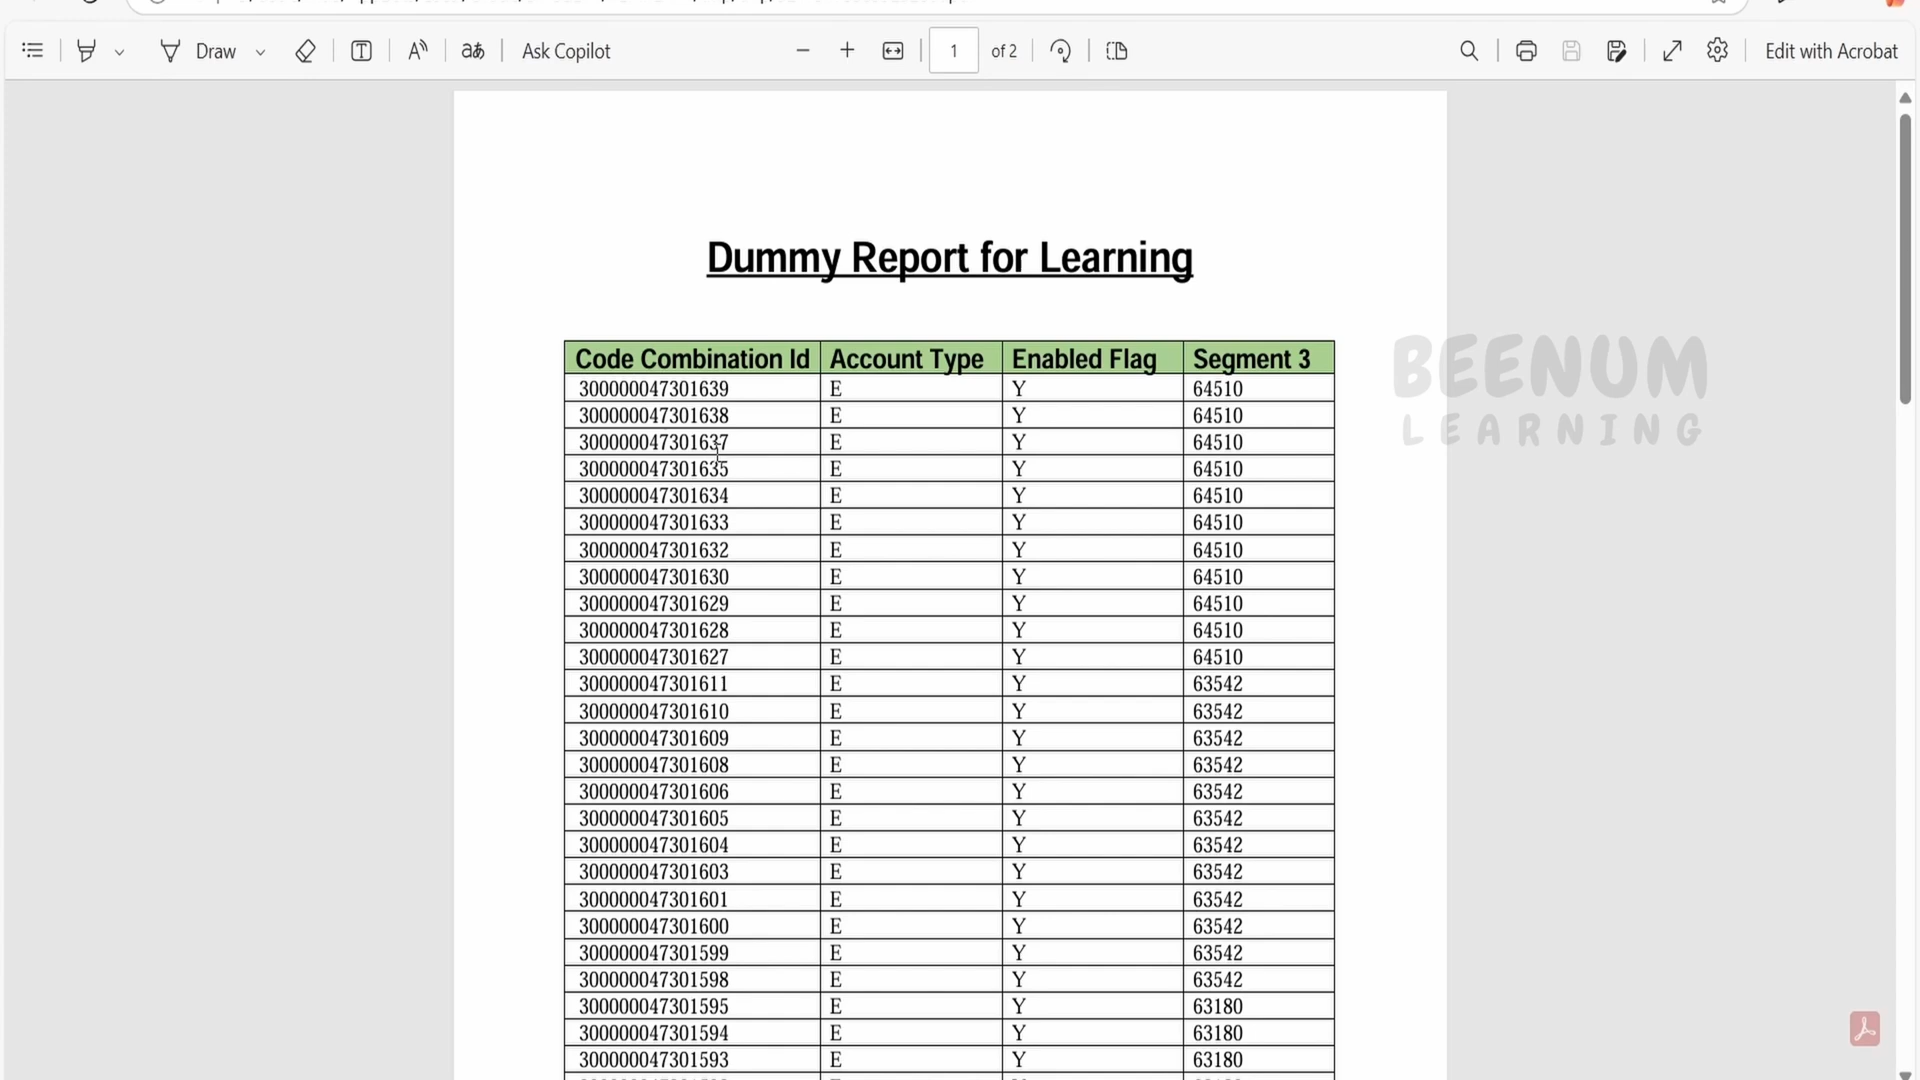 Draw aあ Ask Copilot 1 of 2 Edit with Acrobat
Dummy Report for Learning
Code Combination Id Account Type Enabled Flag Segment 3
300000047301639 E Y 64510
300000047301638 E Y 64510
300000047301637 E Y 64510
300000047301635 E Y 64510
300000047301634 E Y 64510
300000047301633 E Y 64510
300000047301632 E Y 64510
300000047301630 E Y 64510
300000047301629 E Y 64510
300000047301628 E Y 64510
300000047301627 E Y 64510
300000047301611 E Y 63542
300000047301610 E Y 63542
300000047301609 E Y 63542
300000047301608 E Y 63542
300000047301606 E Y 63542
300000047301605 E Y 63542
300000047301604 E Y 63542
300000047301603 E Y 63542
300000047301601 E Y 63542
300000047301600 E Y 63542
300000047301599 E Y 63542
300000047301598 E Y 63542
300000047301595 E Y 63180
300000047301594 E Y 63180
300000047301593 E Y 63180
BEENUM
LEARNING